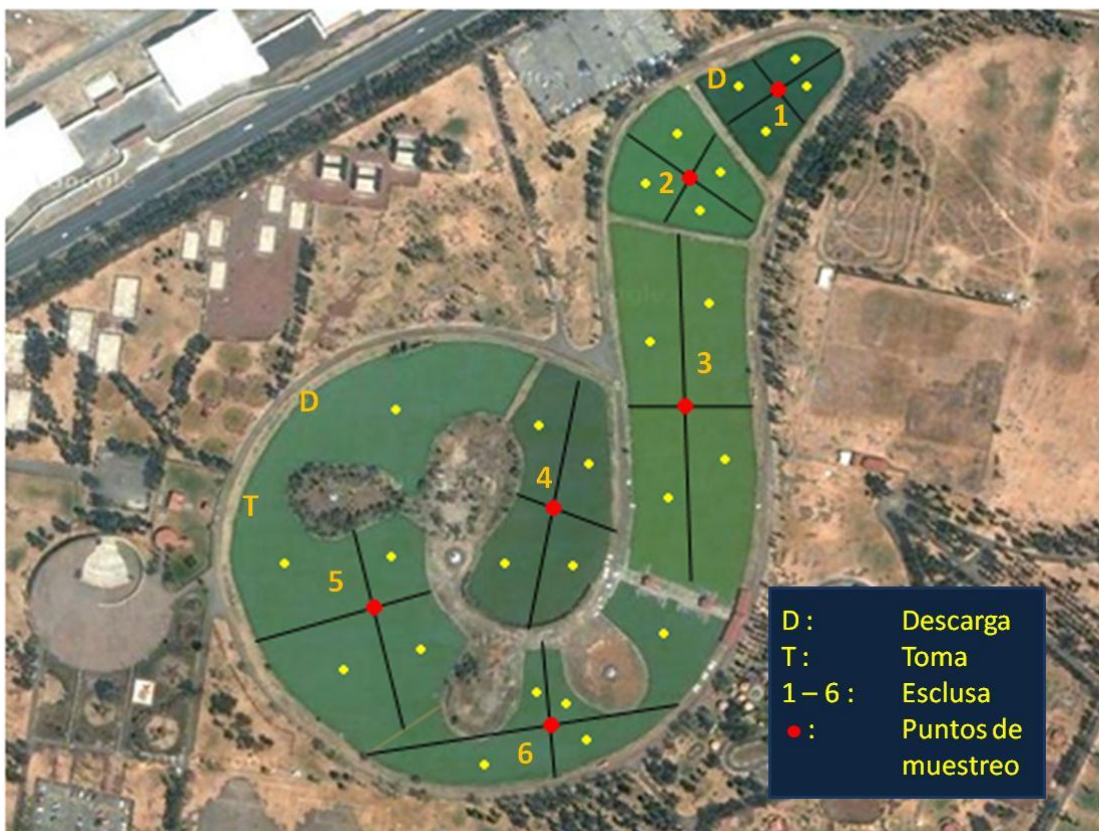 D
1
2
3
D
4
T
5
6
D : Descarga
T : Toma
1 – 6 : Esclusa
: Puntos de
muestreo